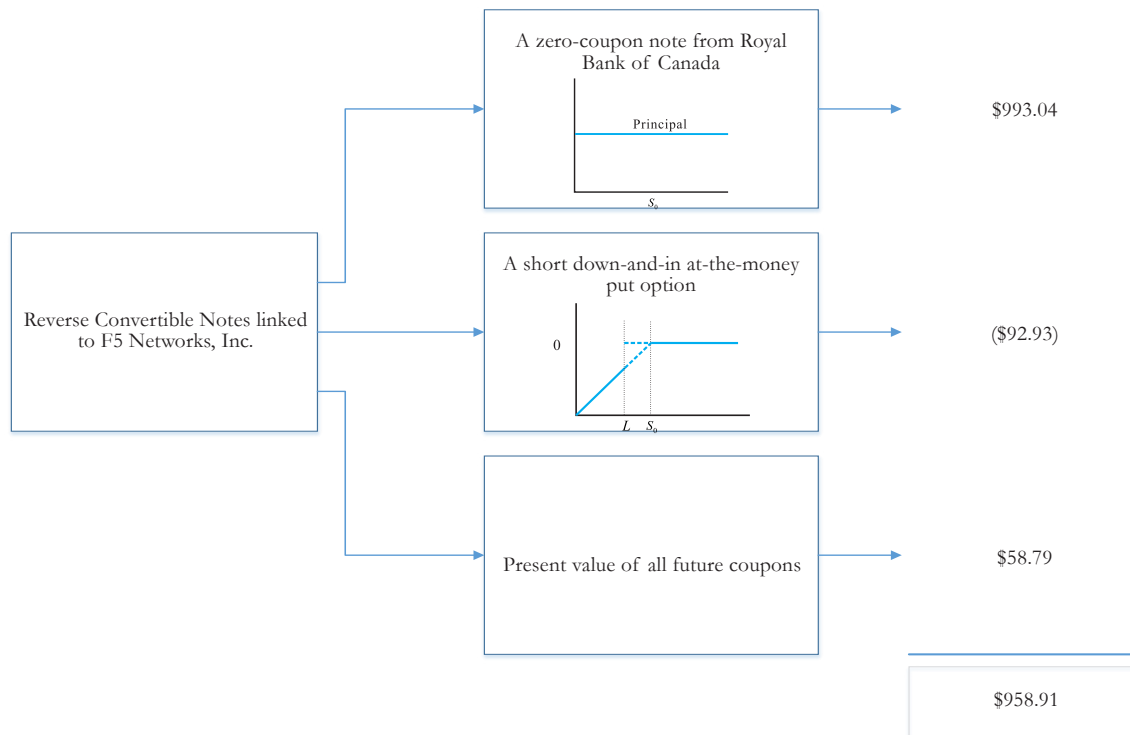 A zero-coupon note from Royal
Bank of Canada
Principal
S₀
$993.04
Reverse Convertible Notes linked
to F5 Networks, Inc.
A short down-and-in at-the-money
put option
0
L S₀
($92.93)
Present value of all future coupons
$58.79
$958.91